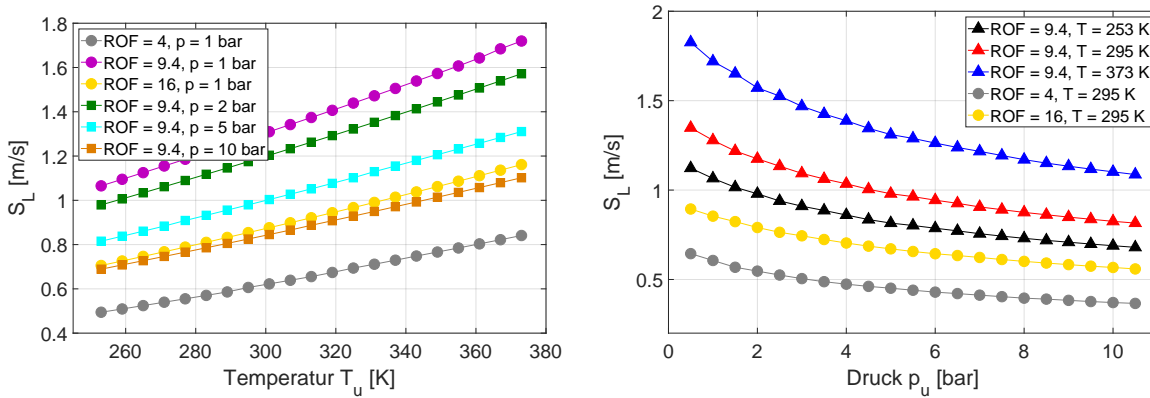 1.8
1.6
1.4
1.2
1
0.8
0.6
0.4
260
280
300
320
340
360
380
S_L [m/s]
Temperatur T_u [K]
ROF = 4, p = 1 bar
ROF = 9.4, p = 1 bar
ROF = 16, p = 1 bar
ROF = 9.4, p = 2 bar
ROF = 9.4, p = 5 bar
ROF = 9.4, p = 10 bar
2
1.5
1
0.5
0
2
4
6
8
10
S_L [m/s]
Druck p_u [bar]
ROF = 9.4, T = 253 K
ROF = 9.4, T = 295 K
ROF = 9.4, T = 373 K
ROF = 4, T = 295 K
ROF = 16, T = 295 K